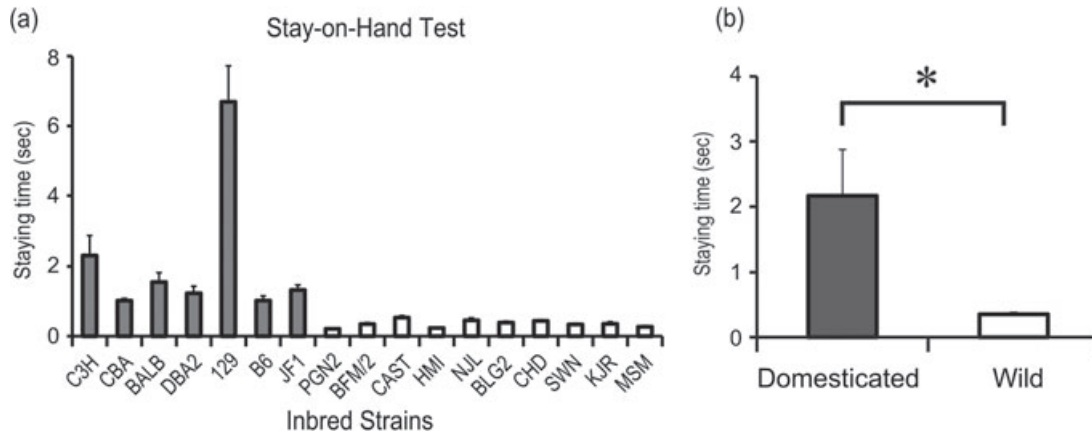 (a)
Stay-on-Hand Test
Staying time (sec)
8
6
4
2
0
C3H
CBA
BALB
DBA2
129
B6
JF1
PGN2
BFM/2
CAST
HMI
NJL
BLG2
CHD
SWN
KJR
MSM
Inbred Strains
(b)
Staying time (sec)
4
3
2
1
0
*
Domesticated Wild